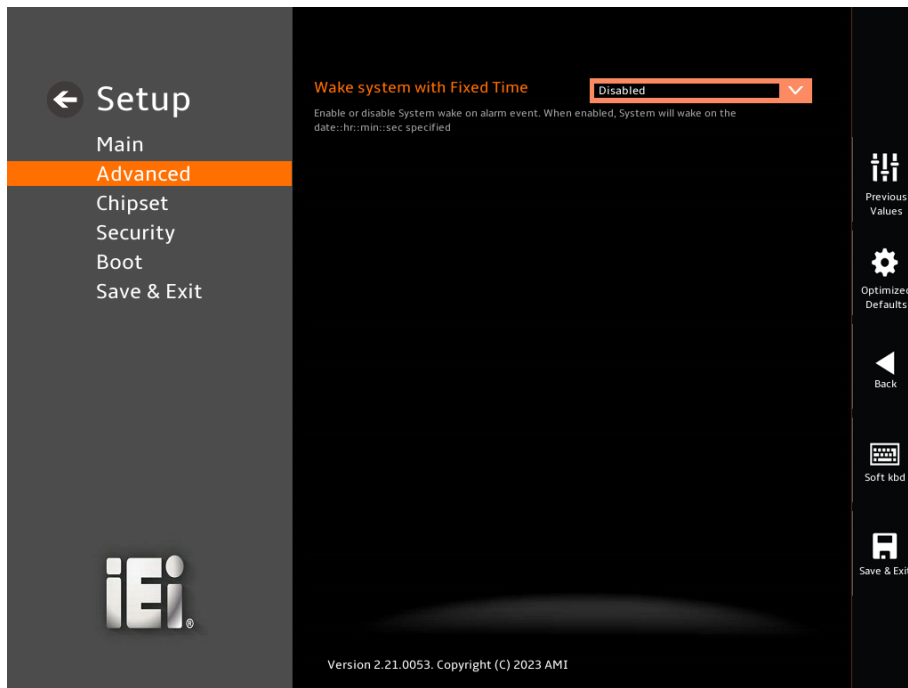 Setup
Main
Advanced
Chipset
Security
Boot
Save & Exit
iEi®
Wake system with Fixed Time
Disabled
Enable or disable System wake on alarm event. When enabled, System will wake on the
date::hr::min::sec specified
Version 2.21.0053. Copyright (C) 2023 AMI
Previous
Values
Optimized
Defaults
Back
Soft kbd
Save & Exit